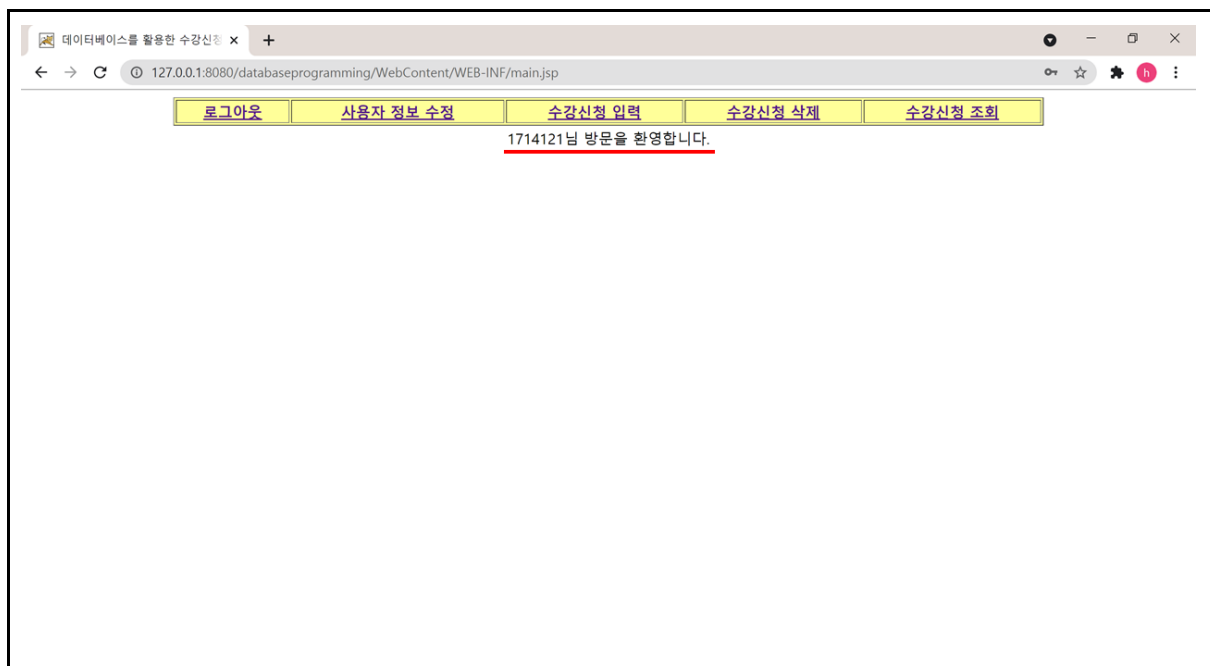 데이터베이스를 활용한 수강신청
127.0.0.1:8080/databaseprogramming/WebContent/WEB-INF/main.jsp
h
로그아웃 사용자 정보 수정 수강신청 입력 수강신청 삭제 수강신청 조회
1714121님 방문을 환영합니다.